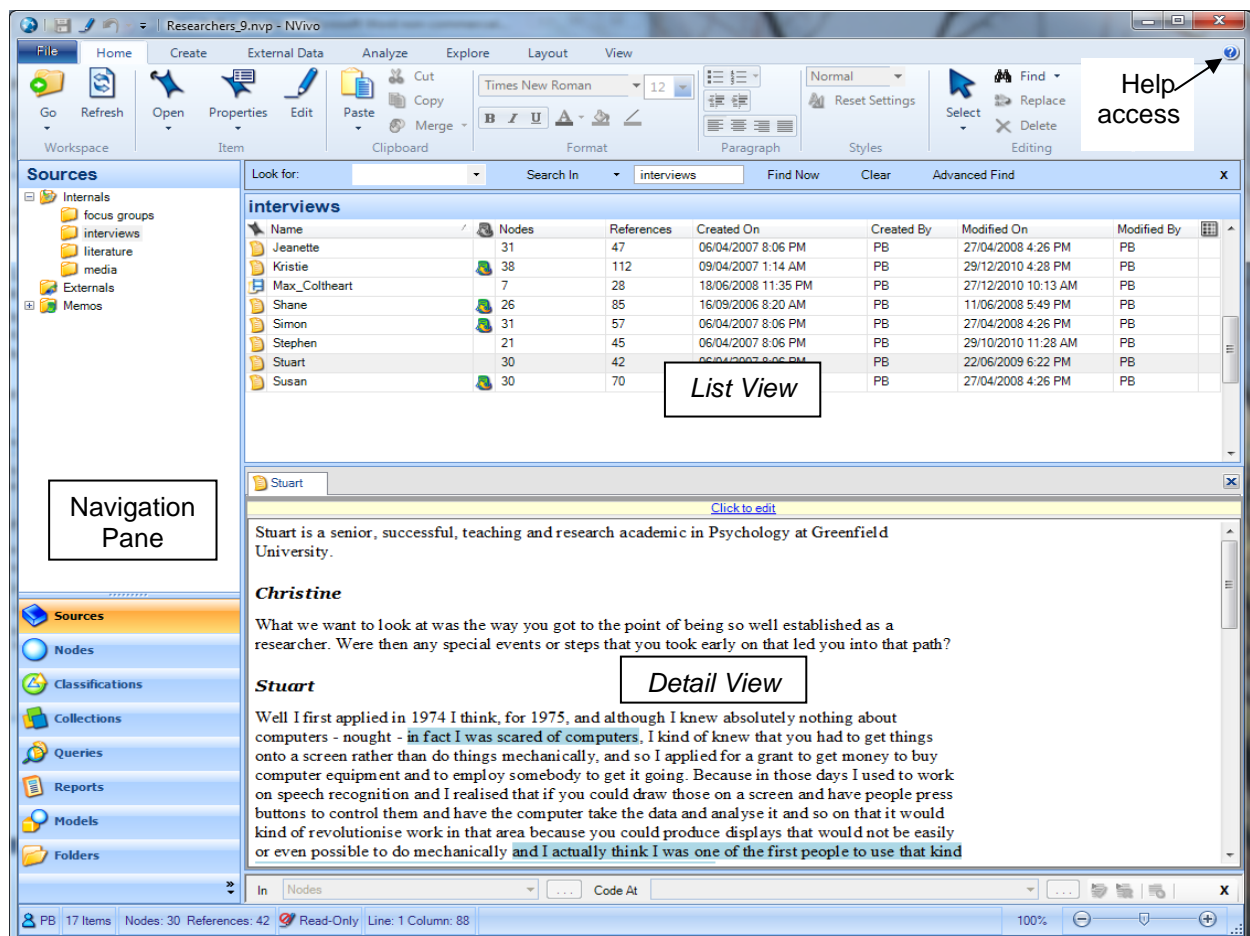 Researchers_9.nvp - NVivo
File Home Create External Data Analyze Explore Layout View
Help access
Go Refresh Open Properties Edit Paste Cut Copy Merge
Times New Roman 12
B I U A
Normal Reset Settings
Select Find Replace Delete
Workspace Item Clipboard Format Paragraph Styles Editing
Sources
Internals
focus groups
interviews
literature
media
Externals
Memos
Look for: Search In interviews Find Now Clear Advanced Find x
interviews
Name Nodes References Created On Created By Modified On Modified By
Jeanette 31 47 06/04/2007 8:06 PM PB 27/04/2008 4:26 PM PB
Kristie 38 112 09/04/2007 1:14 AM PB 29/12/2010 4:28 PM PB
Max_Coltheart 7 28 18/06/2008 11:35 PM PB 27/12/2010 10:13 AM PB
Shane 26 85 16/09/2006 8:20 AM PB 11/06/2008 5:49 PM PB
Simon 31 57 06/04/2007 8:06 PM PB 27/04/2008 4:26 PM PB
Stephen 21 45 06/04/2007 8:06 PM PB 29/10/2010 11:28 AM PB
Stuart 30 42 06/04/2007 8:06 PM PB 22/06/2009 6:22 PM PB
Susan 30 70 PB 27/04/2008 4:26 PM PB
List View
Navigation
Pane
Sources
Nodes
Classifications
Collections
Queries
Reports
Models
Folders
Stuart
Click to edit
Stuart is a senior, successful, teaching and research academic in Psychology at Greenfield
University.
Christine
What we want to look at was the way you got to the point of being so well established as a
researcher. Were then any special events or steps that you took early on that led you into that path?
Stuart
Detail View
Well I first applied in 1974 I think, for 1975, and although I knew absolutely nothing about
computers - nought - in fact I was scared of computers, I kind of knew that you had to get things
onto a screen rather than do things mechanically, and so I applied for a grant to get money to buy
computer equipment and to employ somebody to get it going. Because in those days I used to work
on speech recognition and I realised that if you could draw those on a screen and have people press
buttons to control them and have the computer take the data and analyse it and so on that it would
kind of revolutionise work in that area because you could produce displays that would not be easily
or even possible to do mechanically and I actually think I was one of the first people to use that kind
In Nodes ... Code At ... x
PB 17 Items Nodes: 30 References: 42 Read-Only Line: 1 Column: 88 100%